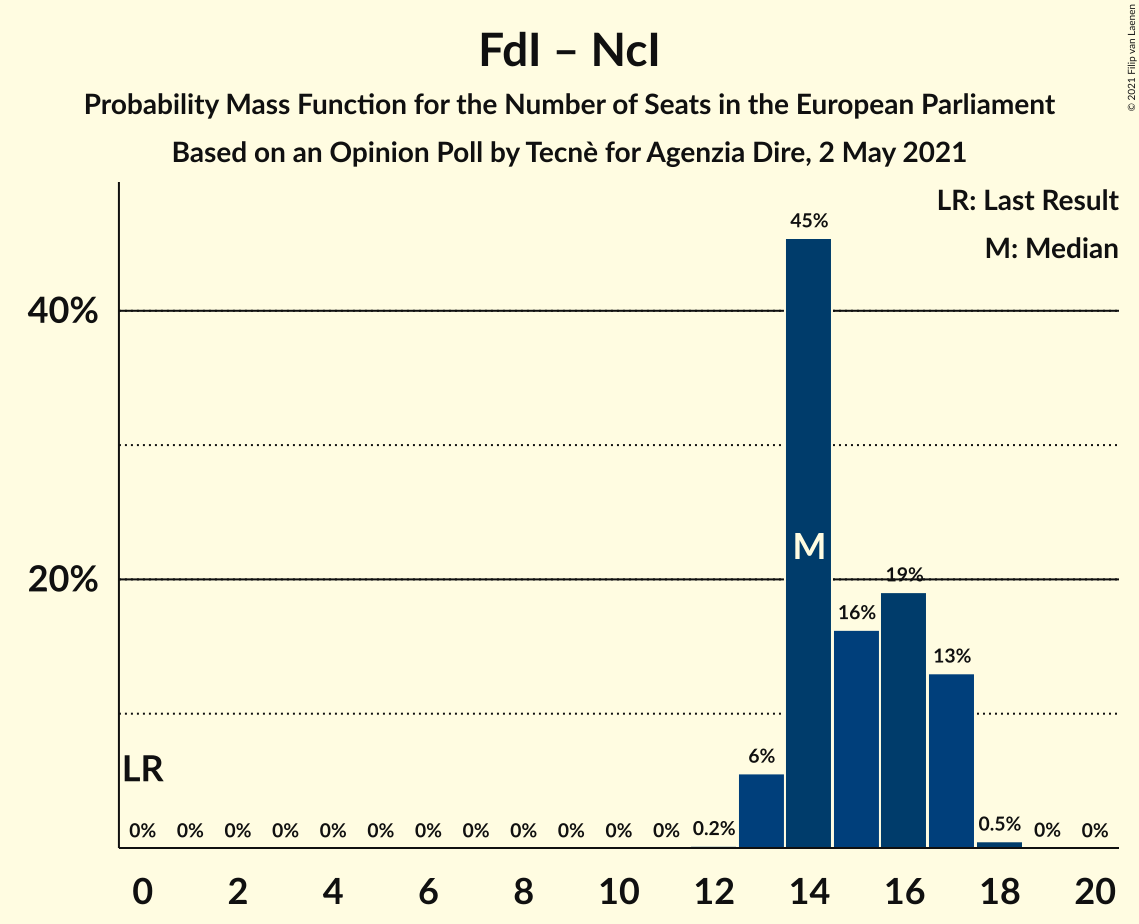 FdI – NcI
Probability Mass Function for the Number of Seats in the European Parliament
Based on an Opinion Poll by Tecnè for Agenzia Dire, 2 May 2021
© 2021 Filip van Laenen
LR: Last Result
M: Median
45%
40%
M
20%
19%
16%
13%
6%
LR
0% 0% 0% 0% 0% 0% 0% 0% 0% 0% 0% 0% 0.2% 0.5% 0% 0%
0 2 4 6 8 10 12 14 16 18 20